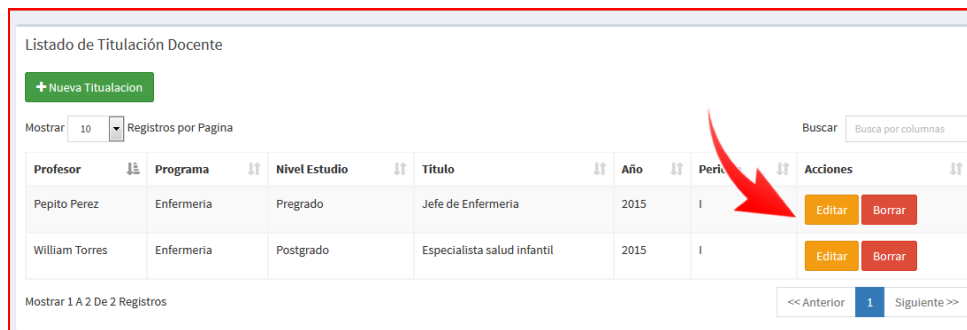 Listado de Titulación Docente
+ Nueva Titualacion
Mostrar 10 Registros por Pagina
Buscar Busca por columnas
Profesor Programa Nivel Estudio Titulo Año Acciones
Pepito Perez Enfermeria Pregrado Jefe de Enfermeria 2015 I Editar Borrar
William Torres Enfermeria Postgrado Especialista salud infantil 2015 I Editar Borrar
Mostrar 1 A 2 De 2 Registros
<< Anterior 1 Siguiente >>